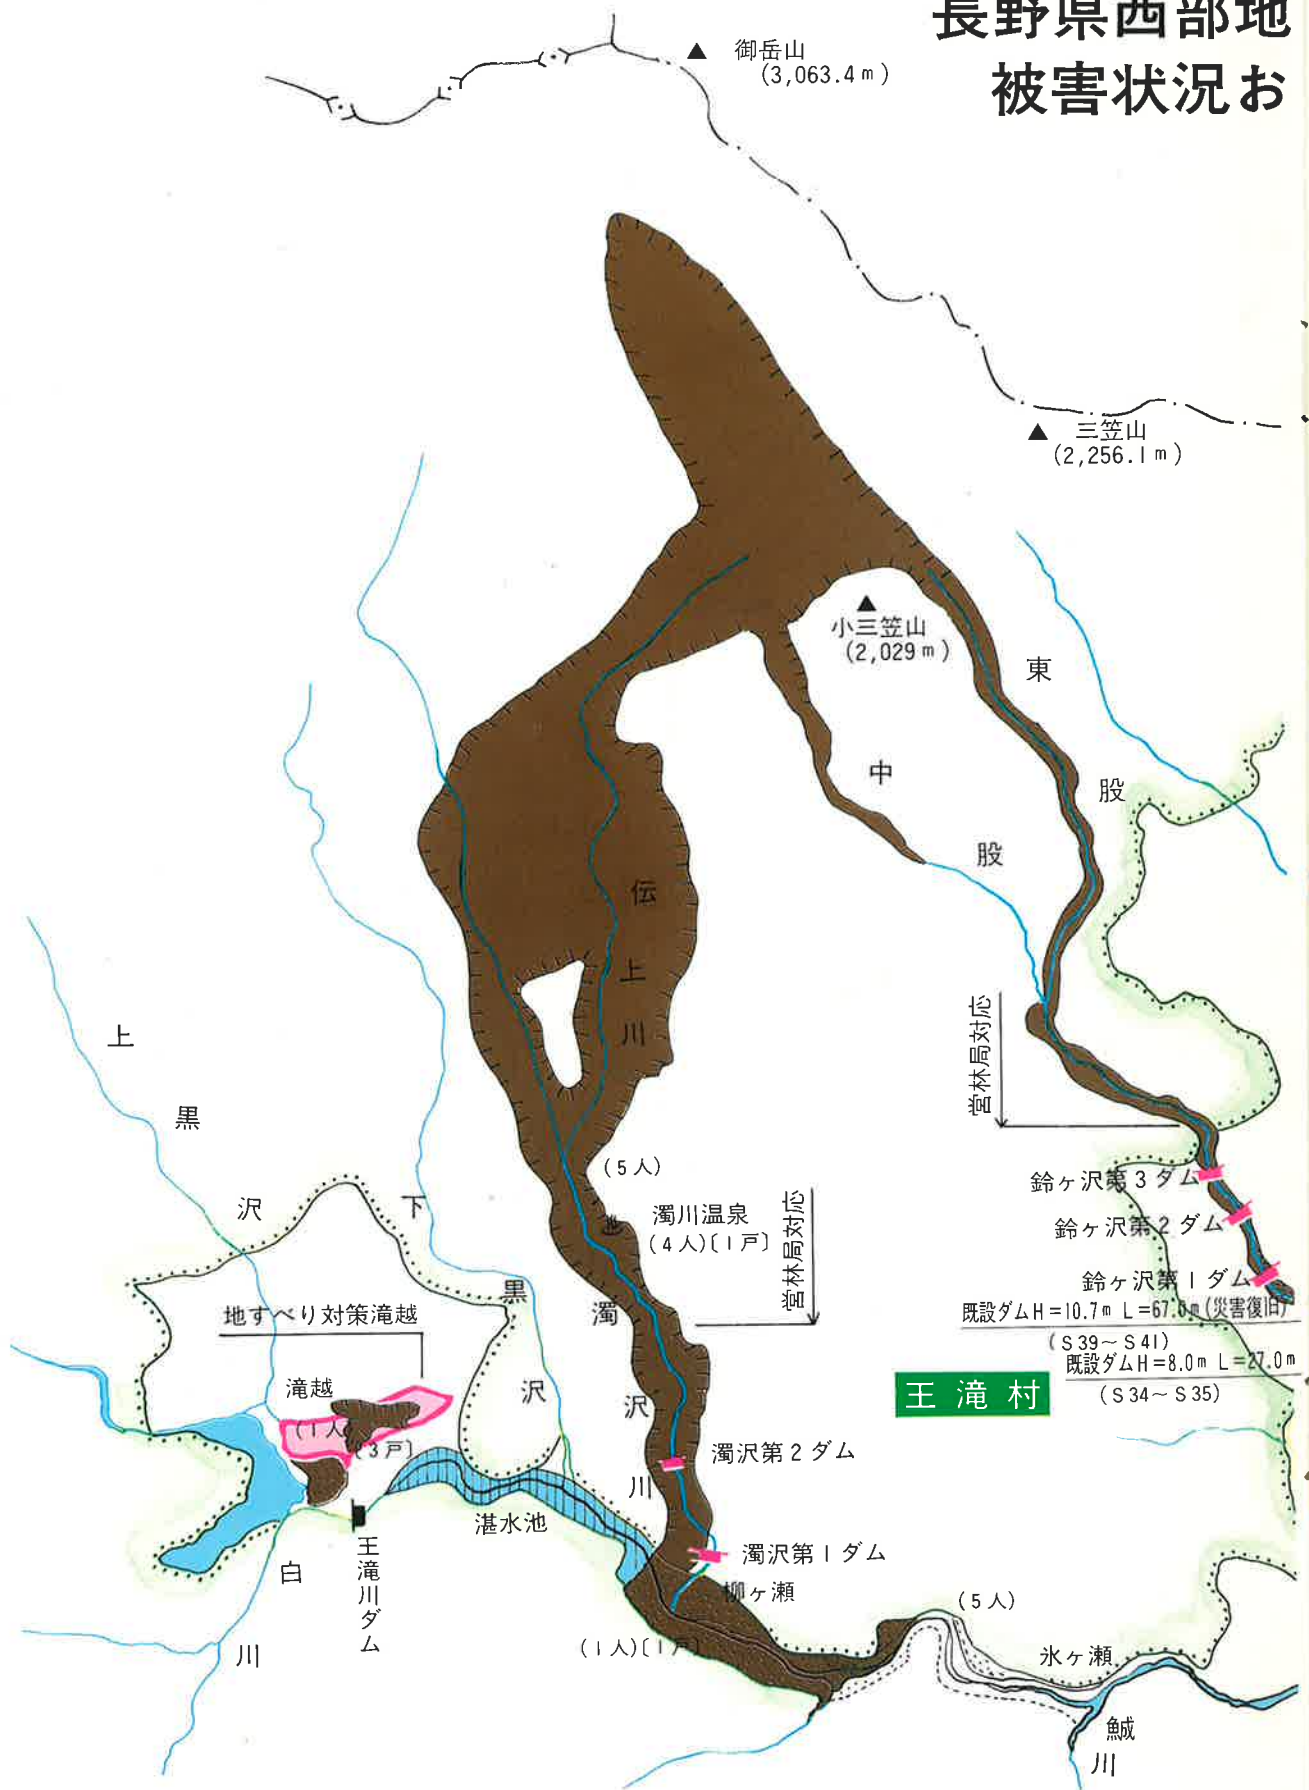 長野県西部地
被害状況お
御岳山
(3,063.4m)
三笠山
(2,256.1m)
小三笠山
(2,029m)
東股
中股
伝上川
営林局対応
上黒沢
下黒沢
(5人)
濁川温泉
(4人)〔1戸〕
営林局対応
鈴ヶ沢第3ダム
鈴ヶ沢第2ダム
鈴ヶ沢第1ダム
既設ダムH=10.7m L=67.0m(災害復旧)
(S39~S41)
既設ダムH=8.0m L=27.0m
(S34~S35)
王滝村
地すべり対策滝越
滝越
(1人)
〔3戸〕
濁沢川
濁沢第2ダム
濁沢第1ダム
湛水池
王滝川ダム
白川
柳ヶ瀬
(1人)〔1戸〕
(5人)
氷ヶ瀬
鰔川